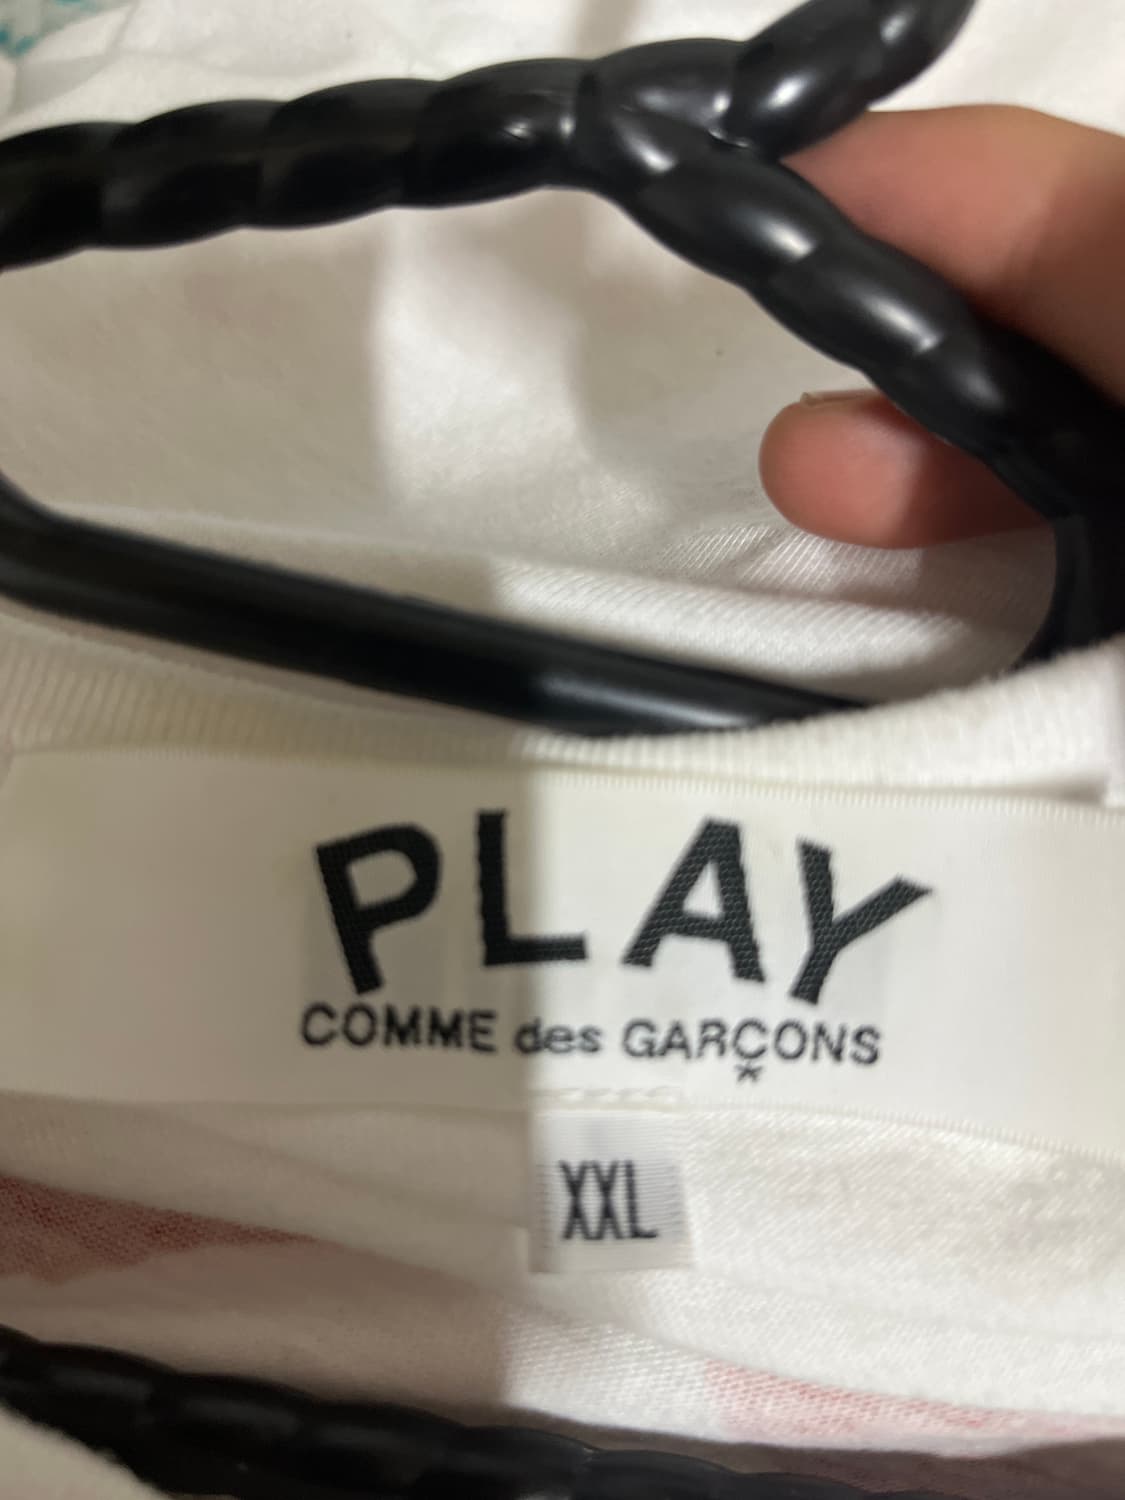 PLAY
COMME des GARÇONS
*
XXL